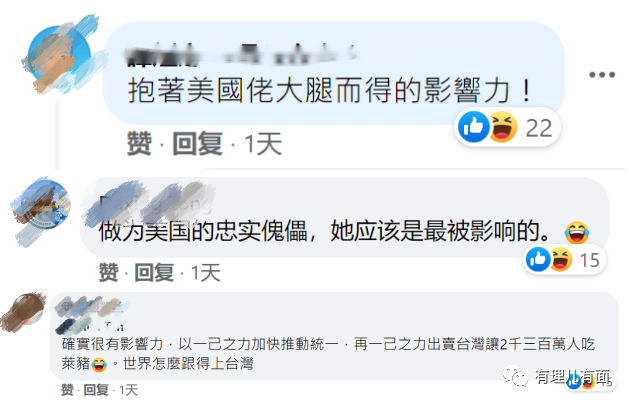 抱著美國佬大腿而得的影響力！
22
赞 · 回复 · 1天
做为美国的忠实傀儡，她应该是最被影响的。😂
15
赞 · 回复 · 1天
確實很有影響力，以一己之力加快推動統一，再一己之力出賣台灣讓2千三百萬人吃
萊豬😂。世界怎麼跟得上台灣
有理儿有面
赞 · 回复 · 1天